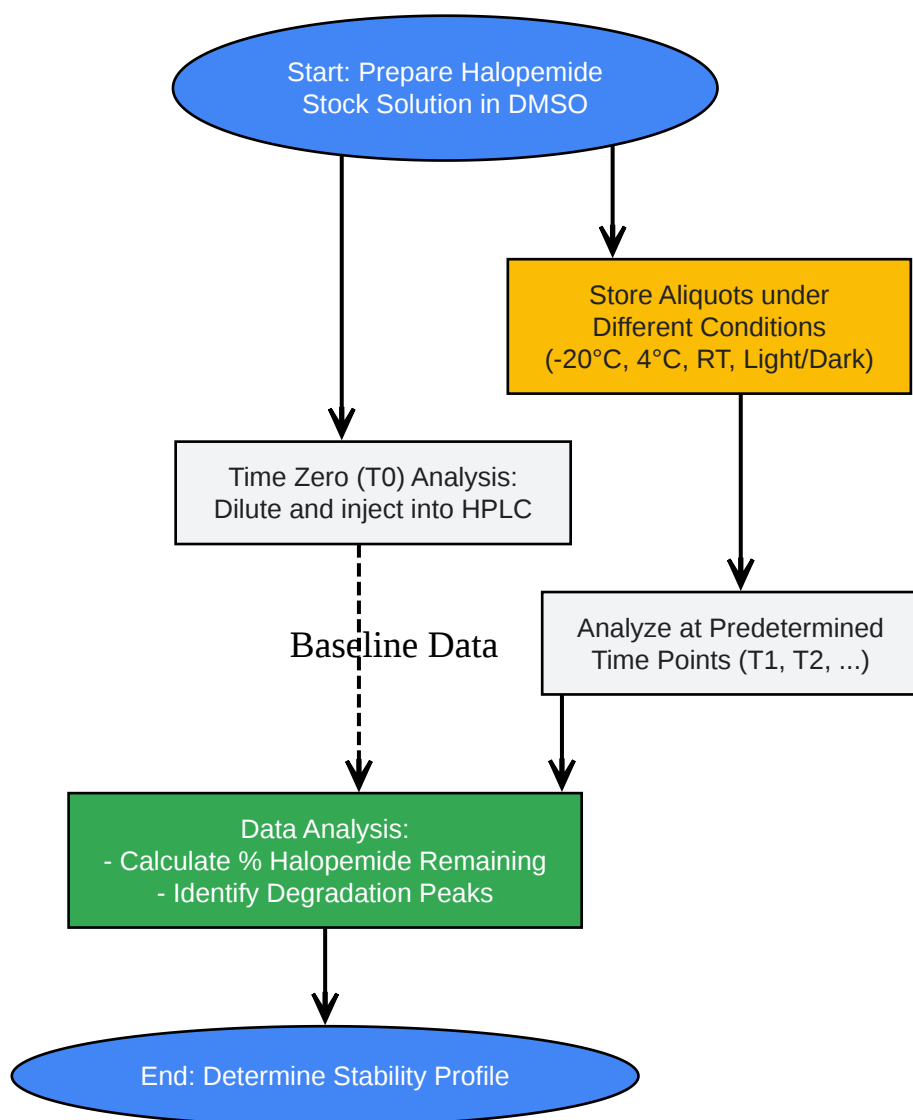 Start: Prepare Halopemide
Stock Solution in DMSO
Store Aliquots under
Different Conditions
(-20°C, 4°C, RT, Light/Dark)
Time Zero (T0) Analysis:
Dilute and inject into HPLC
Analyze at Predetermined
Time Points (T1, T2, ...)
Baseline Data
Data Analysis:
- Calculate % Halopemide Remaining
- Identify Degradation Peaks
End: Determine Stability Profile